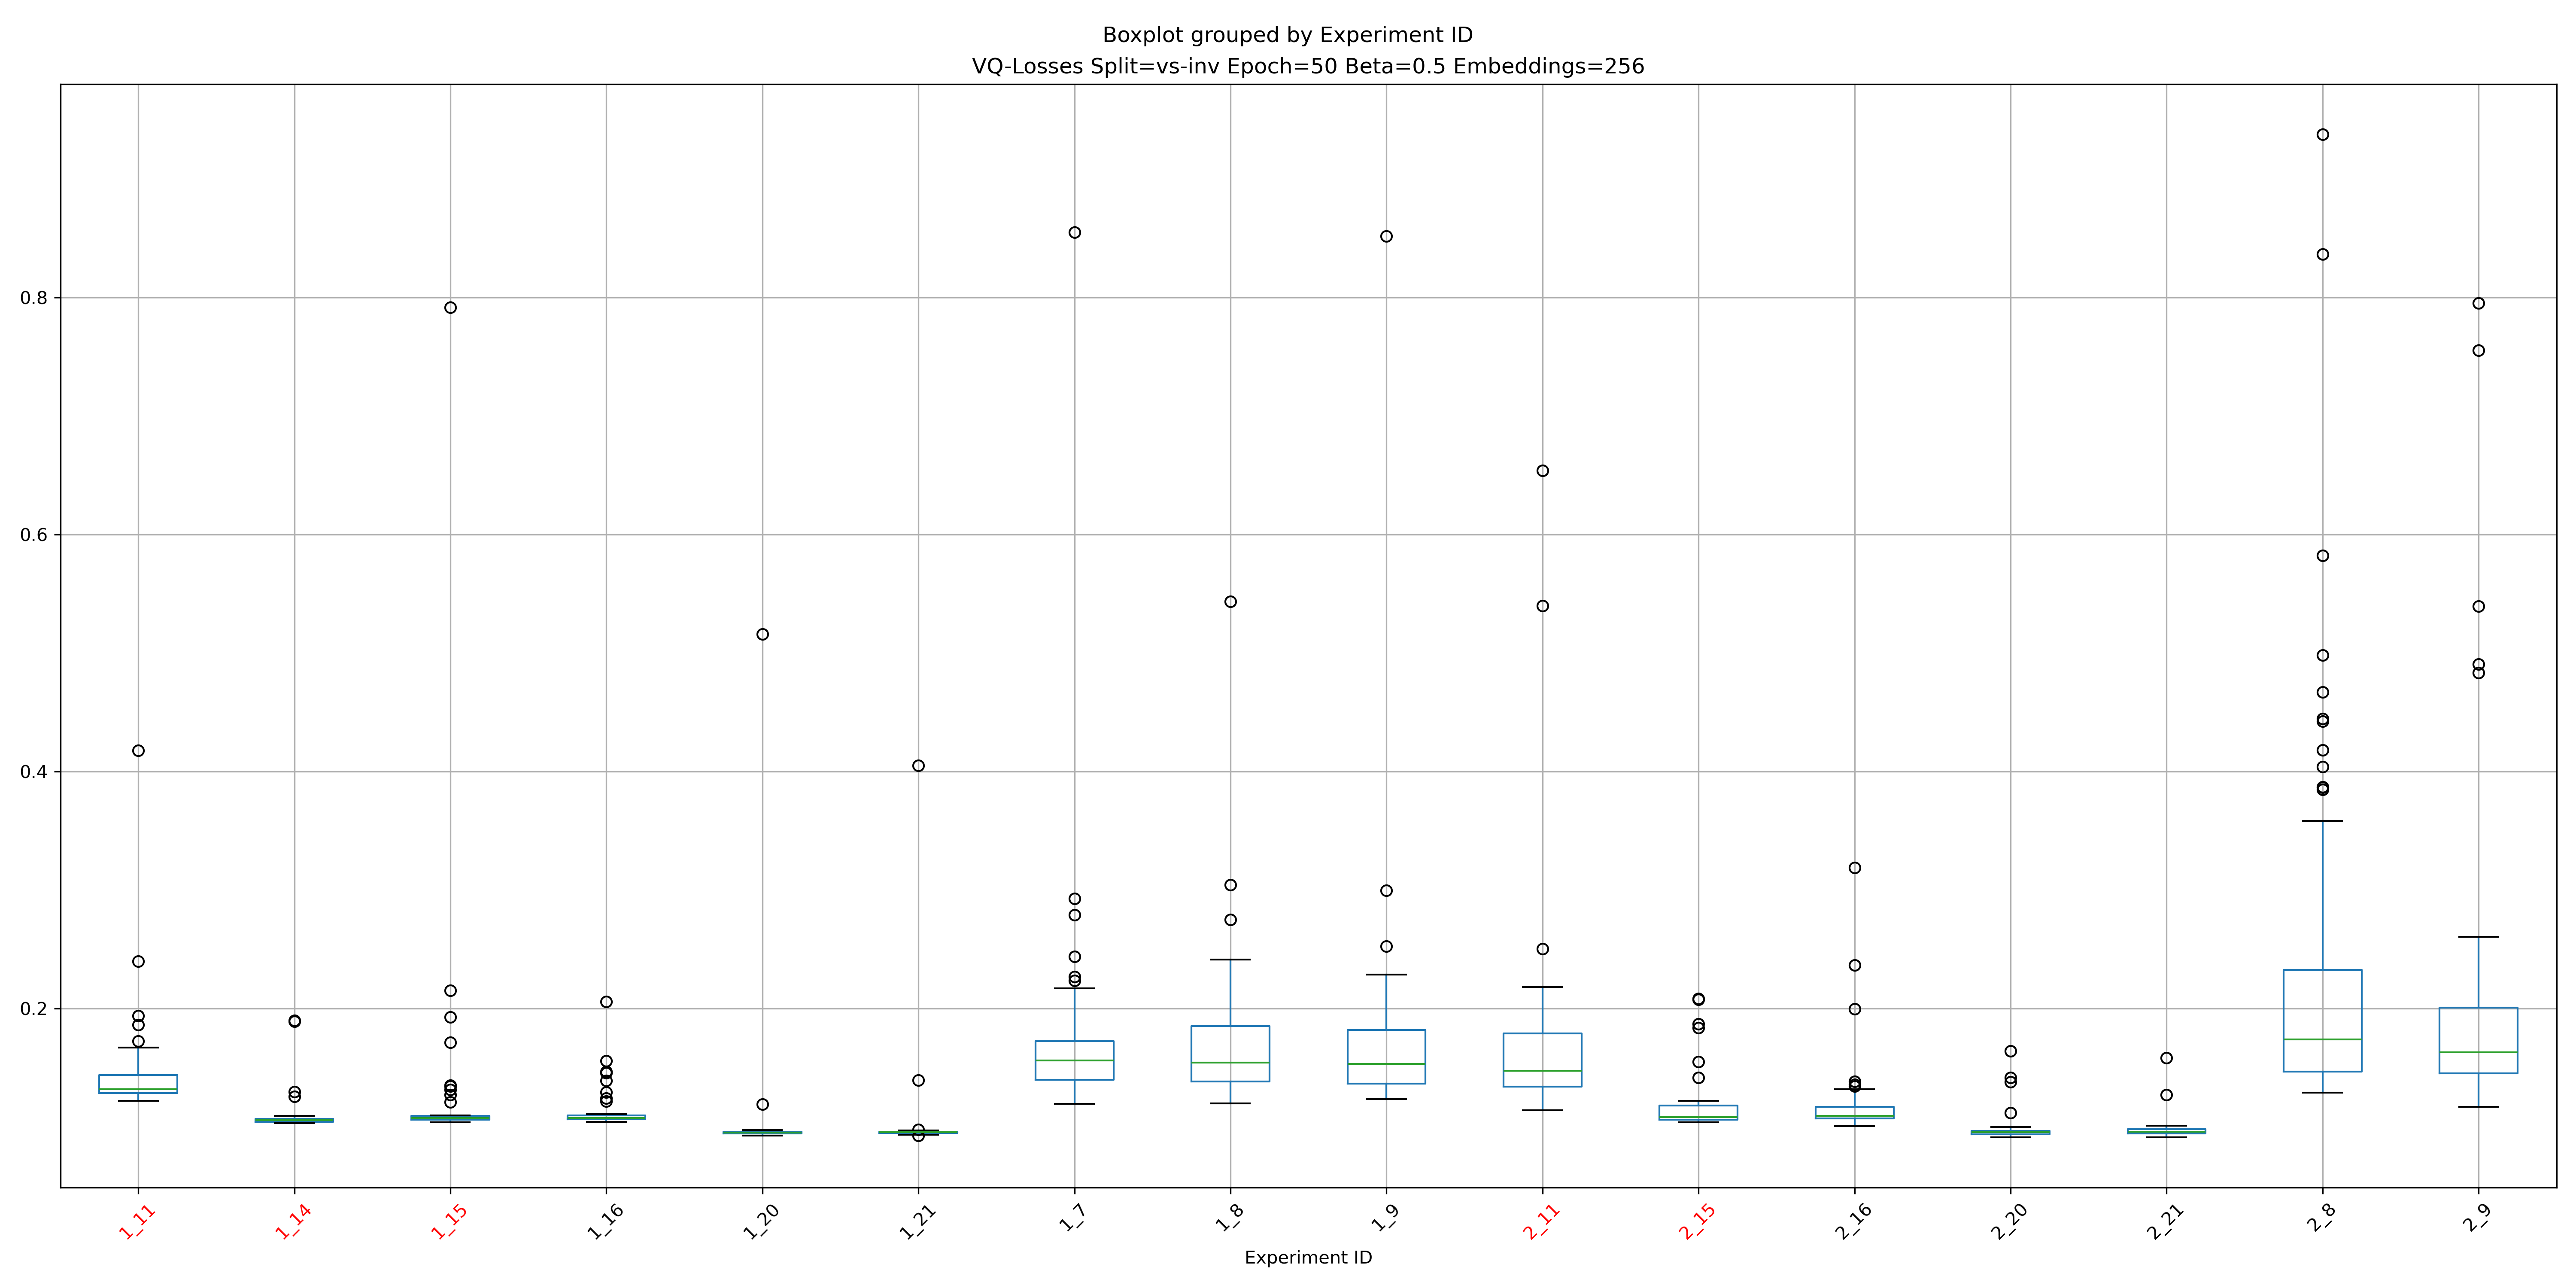 Boxplot grouped by Experiment ID
VQ-Losses Split=vs-inv Epoch=50 Beta=0.5 Embeddings=256
0.8
0.6
0.4
0.2
1_11 1_14 1_15 1_16 1_20 1_21 1_7 1_8 1_9 2_11 2_15 2_16 2_20 2_21 2_8 2_9
Experiment ID